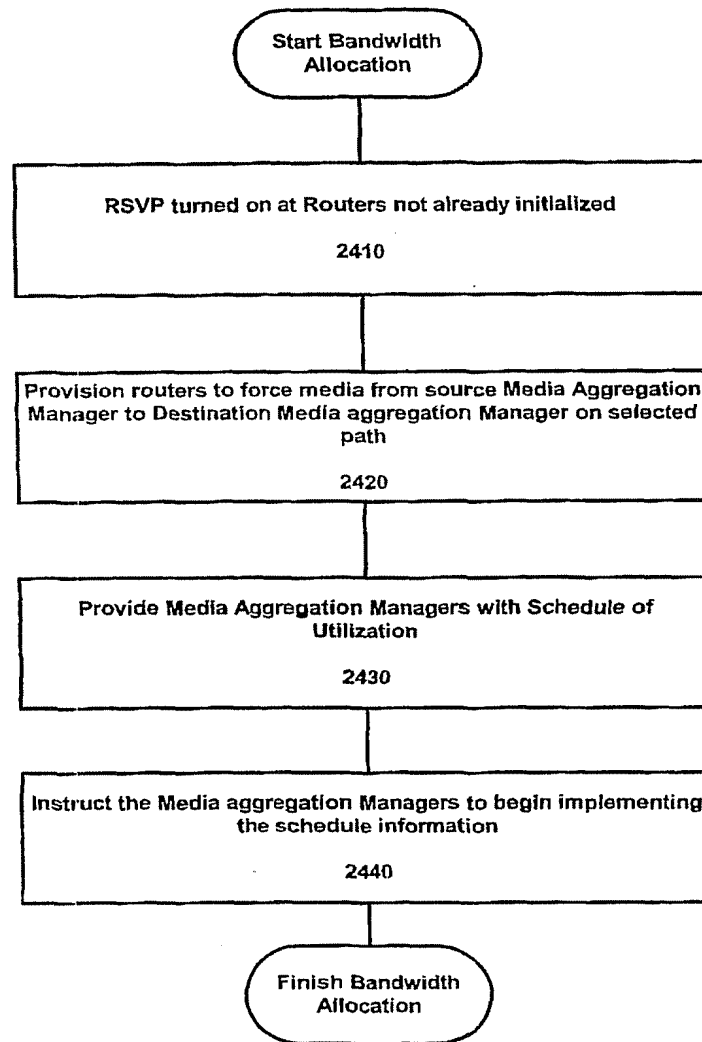 Start Bandwidth
Allocation
RSVP turned on at Routers not already initialized
2410
Provision routers to force media from source Media Aggregation
Manager to Destination Media aggregation Manager on selected
path
2420
Provide Media Aggregation Managers with Schedule of
Utilization
2430
Instruct the Media aggregation Managers to begin implementing
the schedule information
2440
Finish Bandwidth
Allocation